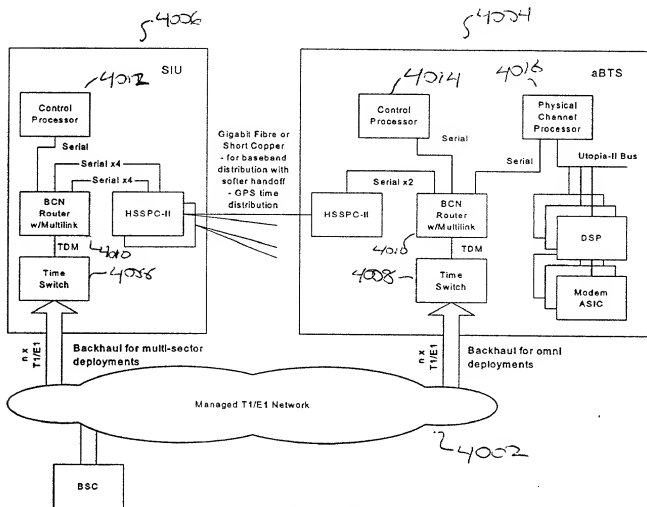 4006
4004
SIU
aBTS
4012
4014
4016
Control
Processor
Control
Processor
Physical
Channel
Processor
Serial
Serial x4
Serial x4
Gigabit Fibre or
Short Copper
- for baseband
distribution with
softer handoff
- GPS time
distribution
Serial
Serial
Utopia-II Bus
Serial x2
BCN
Router
w/Multilink
HSSPC-II
HSSPC-II
BCN
Router
w/Multilink
DSP
4010
4010
TDM
TDM
4008
Time
Switch
Time
Switch
Modem
ASIC
n x
T1/E1
Backhaul for multi-sector
deployments
n x
T1/E1
Backhaul for omni
deployments
Managed T1/E1 Network
4002
BSC